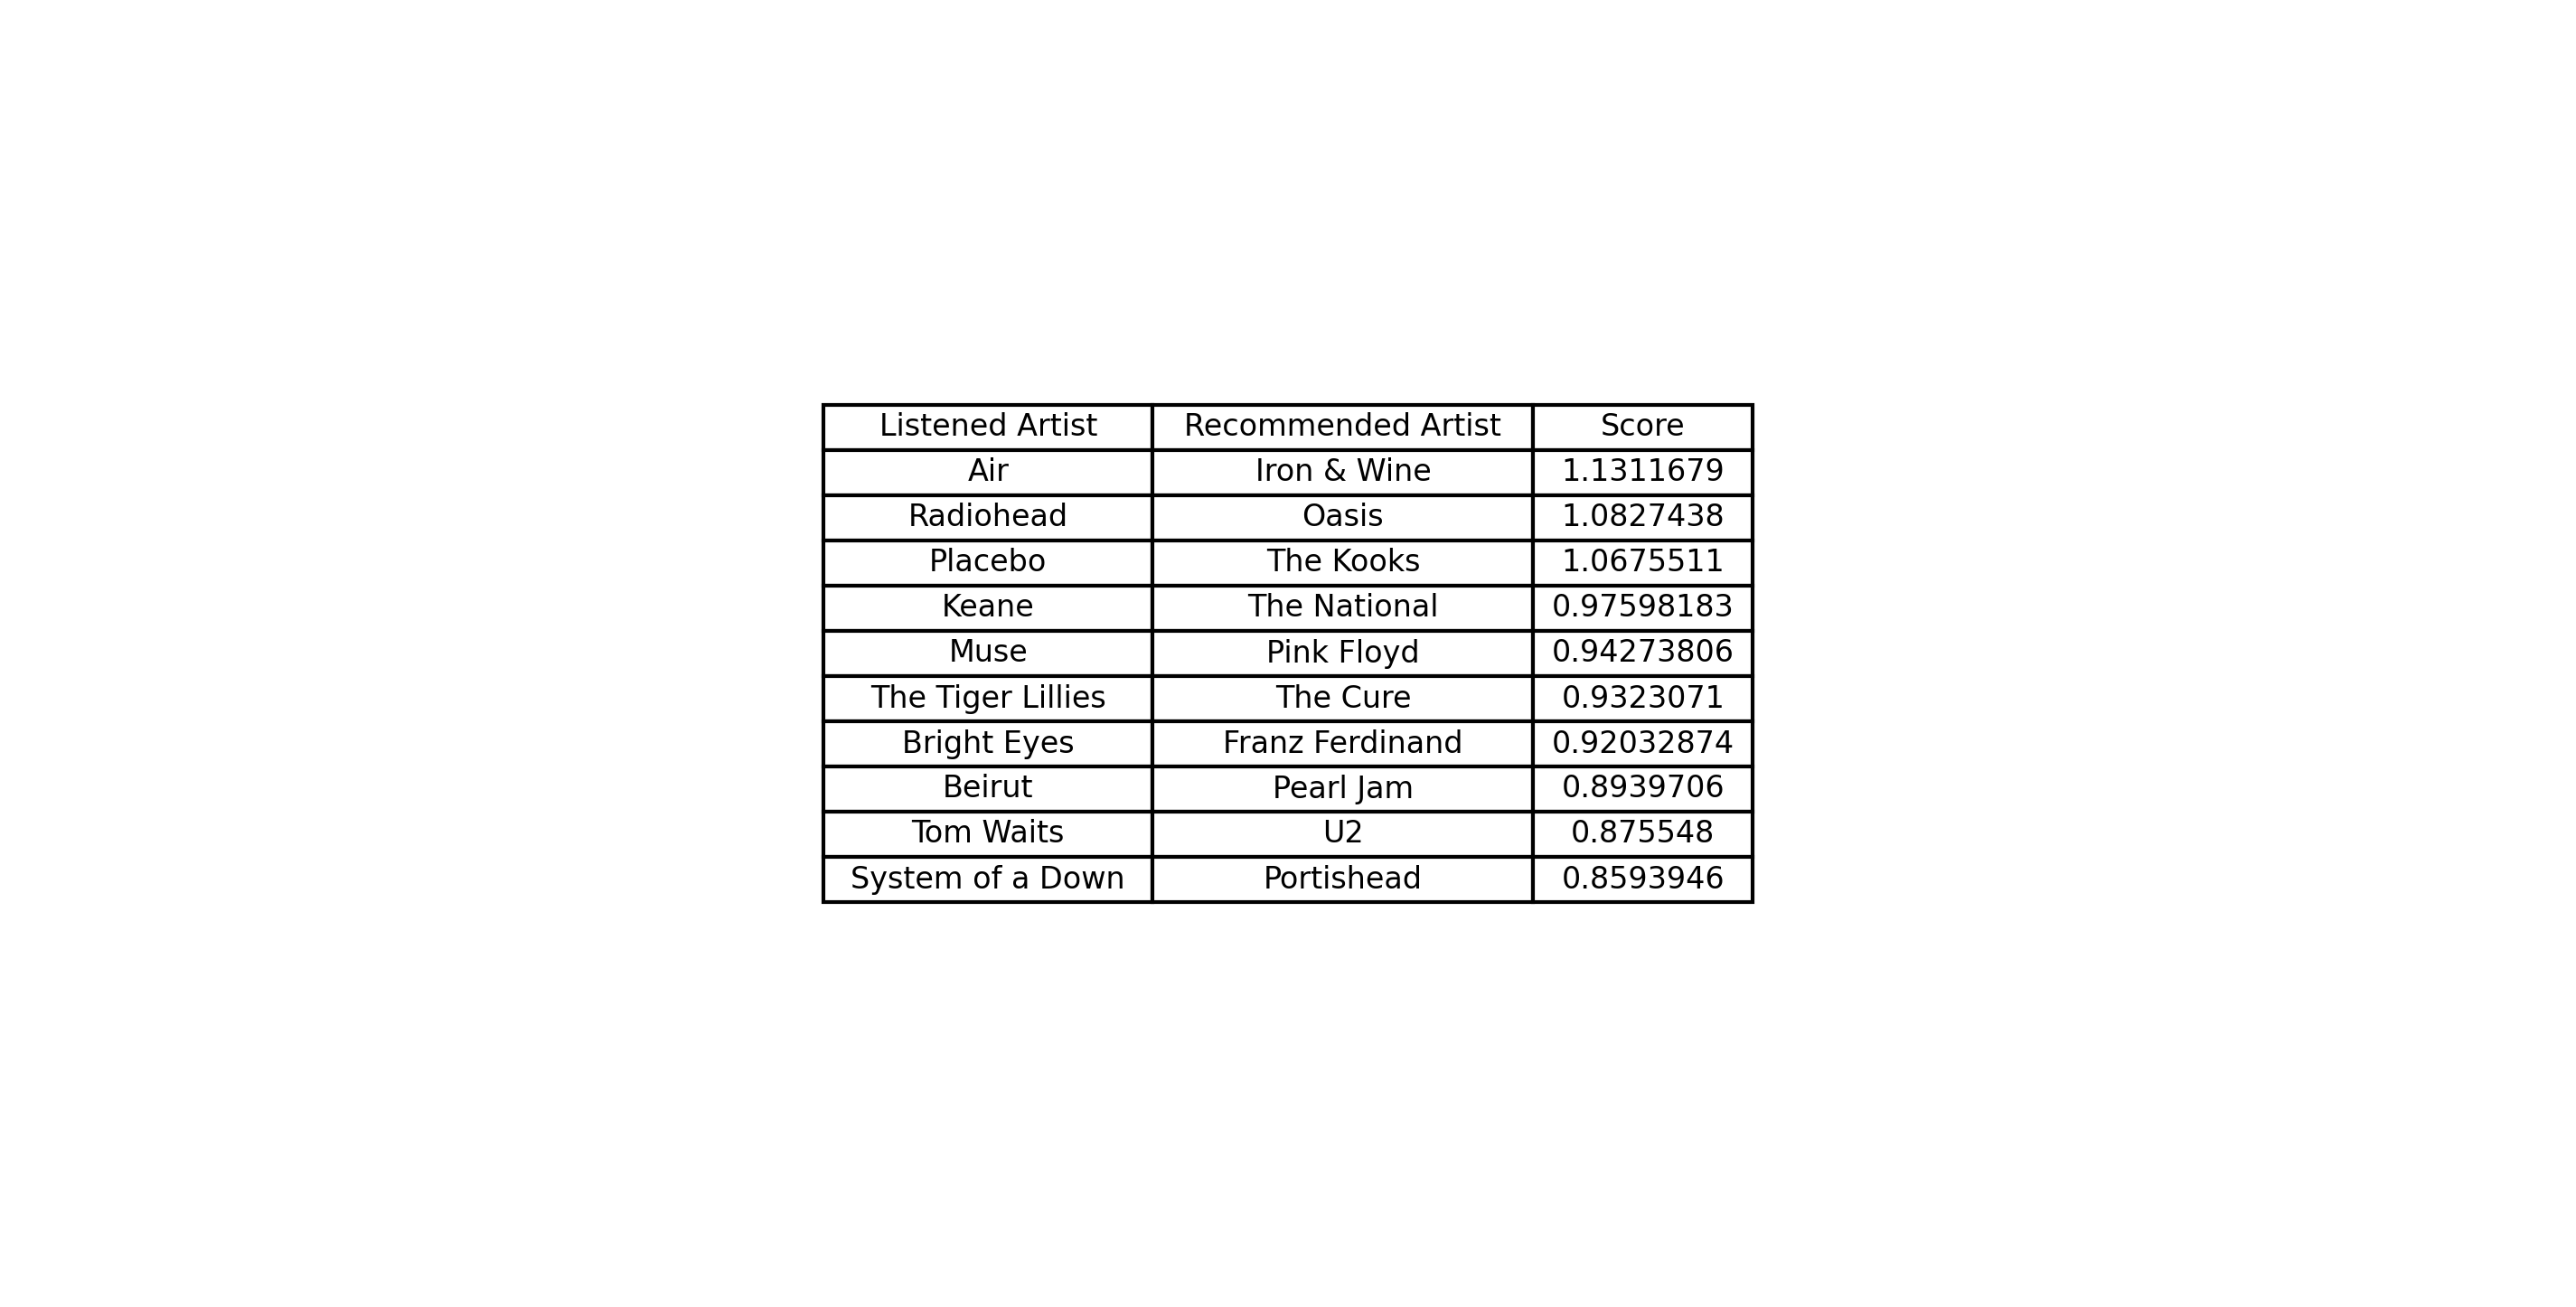 Listened Artist Recommended Artist Score
Air Iron & Wine 1.1311679
Radiohead Oasis 1.0827438
Placebo The Kooks 1.0675511
Keane The National 0.97598183
Muse Pink Floyd 0.94273806
The Tiger Lillies The Cure 0.9323071
Bright Eyes Franz Ferdinand 0.92032874
Beirut Pearl Jam 0.8939706
Tom Waits U2 0.875548
System of a Down Portishead 0.8593946